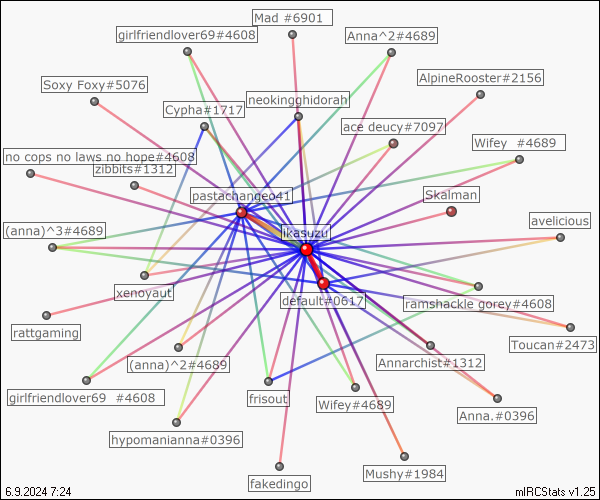 Mad #6901
girlfriendlover69#4608
Anna^2#4689
AlpineRooster#2156
Soxy Foxy#5076
neokingghidorah
Cypha#1717
ace deucy#7097
Wifey  #4689
no cops no laws no hope#4608
zibbits#1312
pastachangeo41
Skalman
avelicious
(anna)^3#4689
ikasuzu
xenoyaut
default#0617
ramshackle gorey#4608
rattgaming
Toucan#2473
(anna)^2#4689
Annarchist#1312
girlfriendlover69  #4608
frisout
Wifey#4689
Anna.#0396
hypomanianna#0396
Mushy#1984
fakedingo
6.9.2024 7:24
mIRCStats v1.25